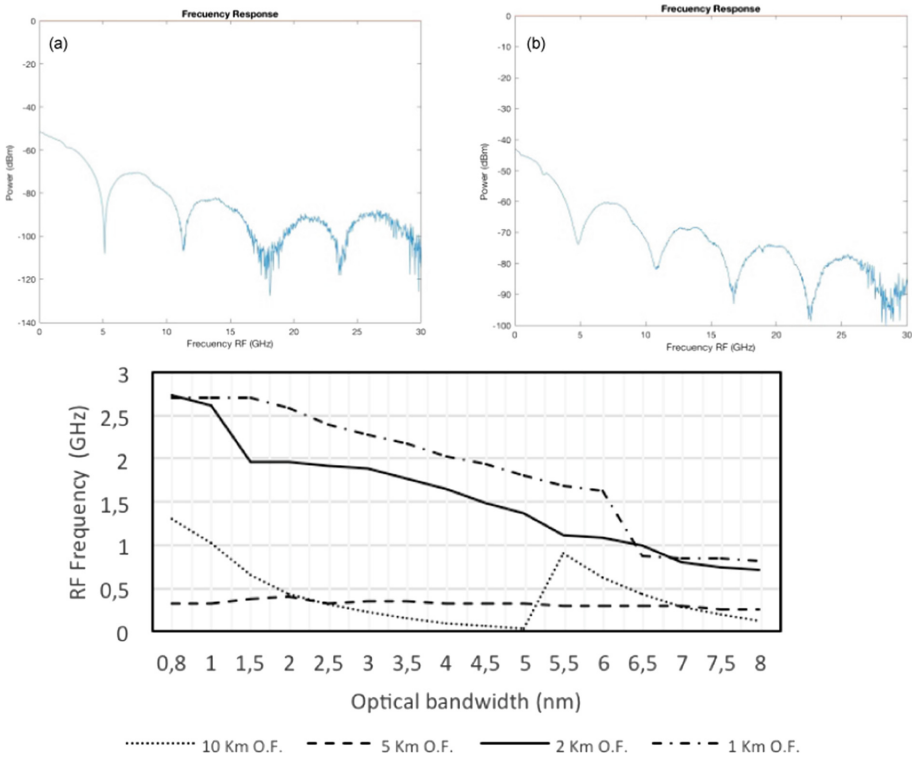 Frecuency Response
(a)
0
-20
-40
-60
-80
-100
-120
-140
Power (dBm)
0 5 10 15 20 25 30
Frecuency RF (GHz)
Frecuency Response
(b)
0
-10
-20
-30
-40
-50
-60
-70
-80
-90
-100
Power (dBm)
0 5 10 15 20 25 30
Frecuency RF (GHz)
RF Frequency (GHz)
3
2,5
2
1,5
1
0,5
0
0,8 1 1,5 2 2,5 3 3,5 4 4,5 5 5,5 6 6,5 7 7,5 8
Optical bandwidth (nm)
10 Km O.F. 5 Km O.F. 2 Km O.F. 1 Km O.F.